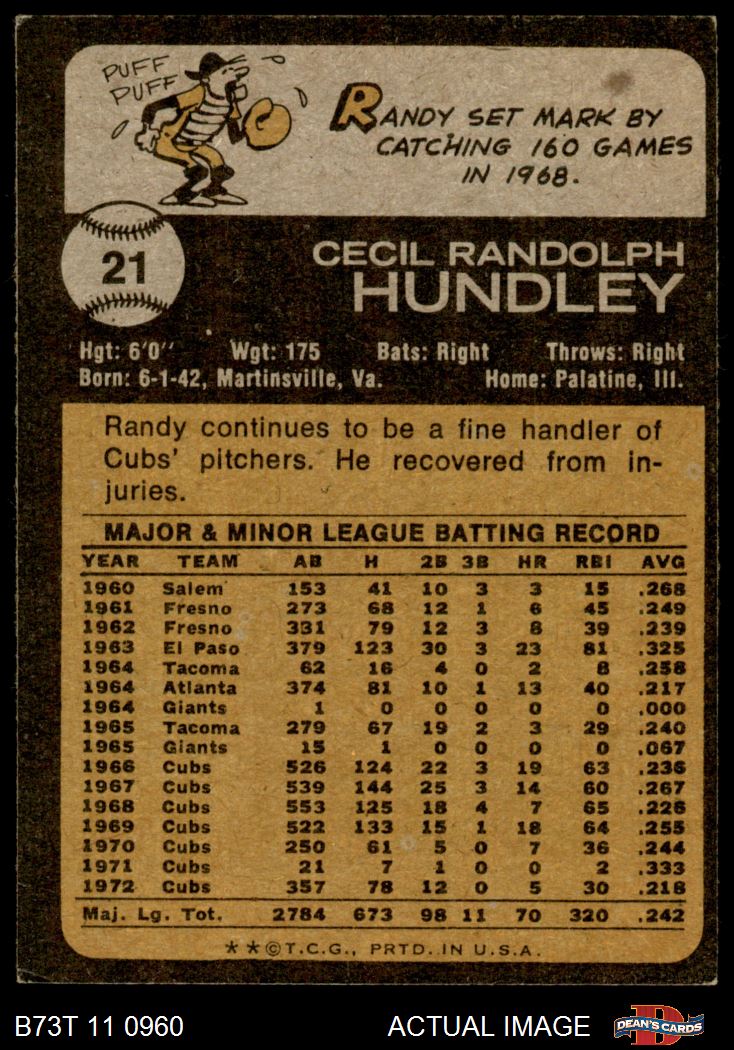 PUFF
PUFF
RANDY SET MARK BY
CATCHING 160 GAMES
IN 1968.
21
CECIL RANDOLPH
HUNDLEY
Hgt: 6'0" Wgt: 175 Bats: Right Throws: Right
Born: 6-1-42, Martinsville, Va. Home: Palatine, Ill.
Randy continues to be a fine handler of
Cubs' pitchers. He recovered from in-
juries.
MAJOR & MINOR LEAGUE BATTING RECORD
YEAR TEAM AB H 2B 3B HR RBI AVG
1960 Salem 153 41 10 3 3 15 .268
1961 Fresno 273 68 12 1 6 45 .249
1962 Fresno 331 79 12 3 8 39 .239
1963 El Paso 379 123 30 3 23 81 .325
1964 Tacoma 62 16 4 0 2 8 .258
1964 Atlanta 374 81 10 1 13 40 .217
1964 Giants 1 0 0 0 0 0 .000
1965 Tacoma 279 67 19 2 3 29 .240
1965 Giants 15 1 0 0 0 0 .067
1966 Cubs 526 124 22 3 19 63 .236
1967 Cubs 539 144 25 3 14 60 .267
1968 Cubs 553 125 18 4 7 65 .226
1969 Cubs 522 133 15 1 18 64 .255
1970 Cubs 250 61 5 0 7 36 .244
1971 Cubs 21 7 1 0 0 2 .333
1972 Cubs 357 78 12 0 5 30 .218
Maj. Lg. Tot. 2784 673 98 11 70 320 .242
**©T.C.G., PRTD. IN U.S.A.
B73T 11 0960 ACTUAL IMAGE D DEAN'S CARDS